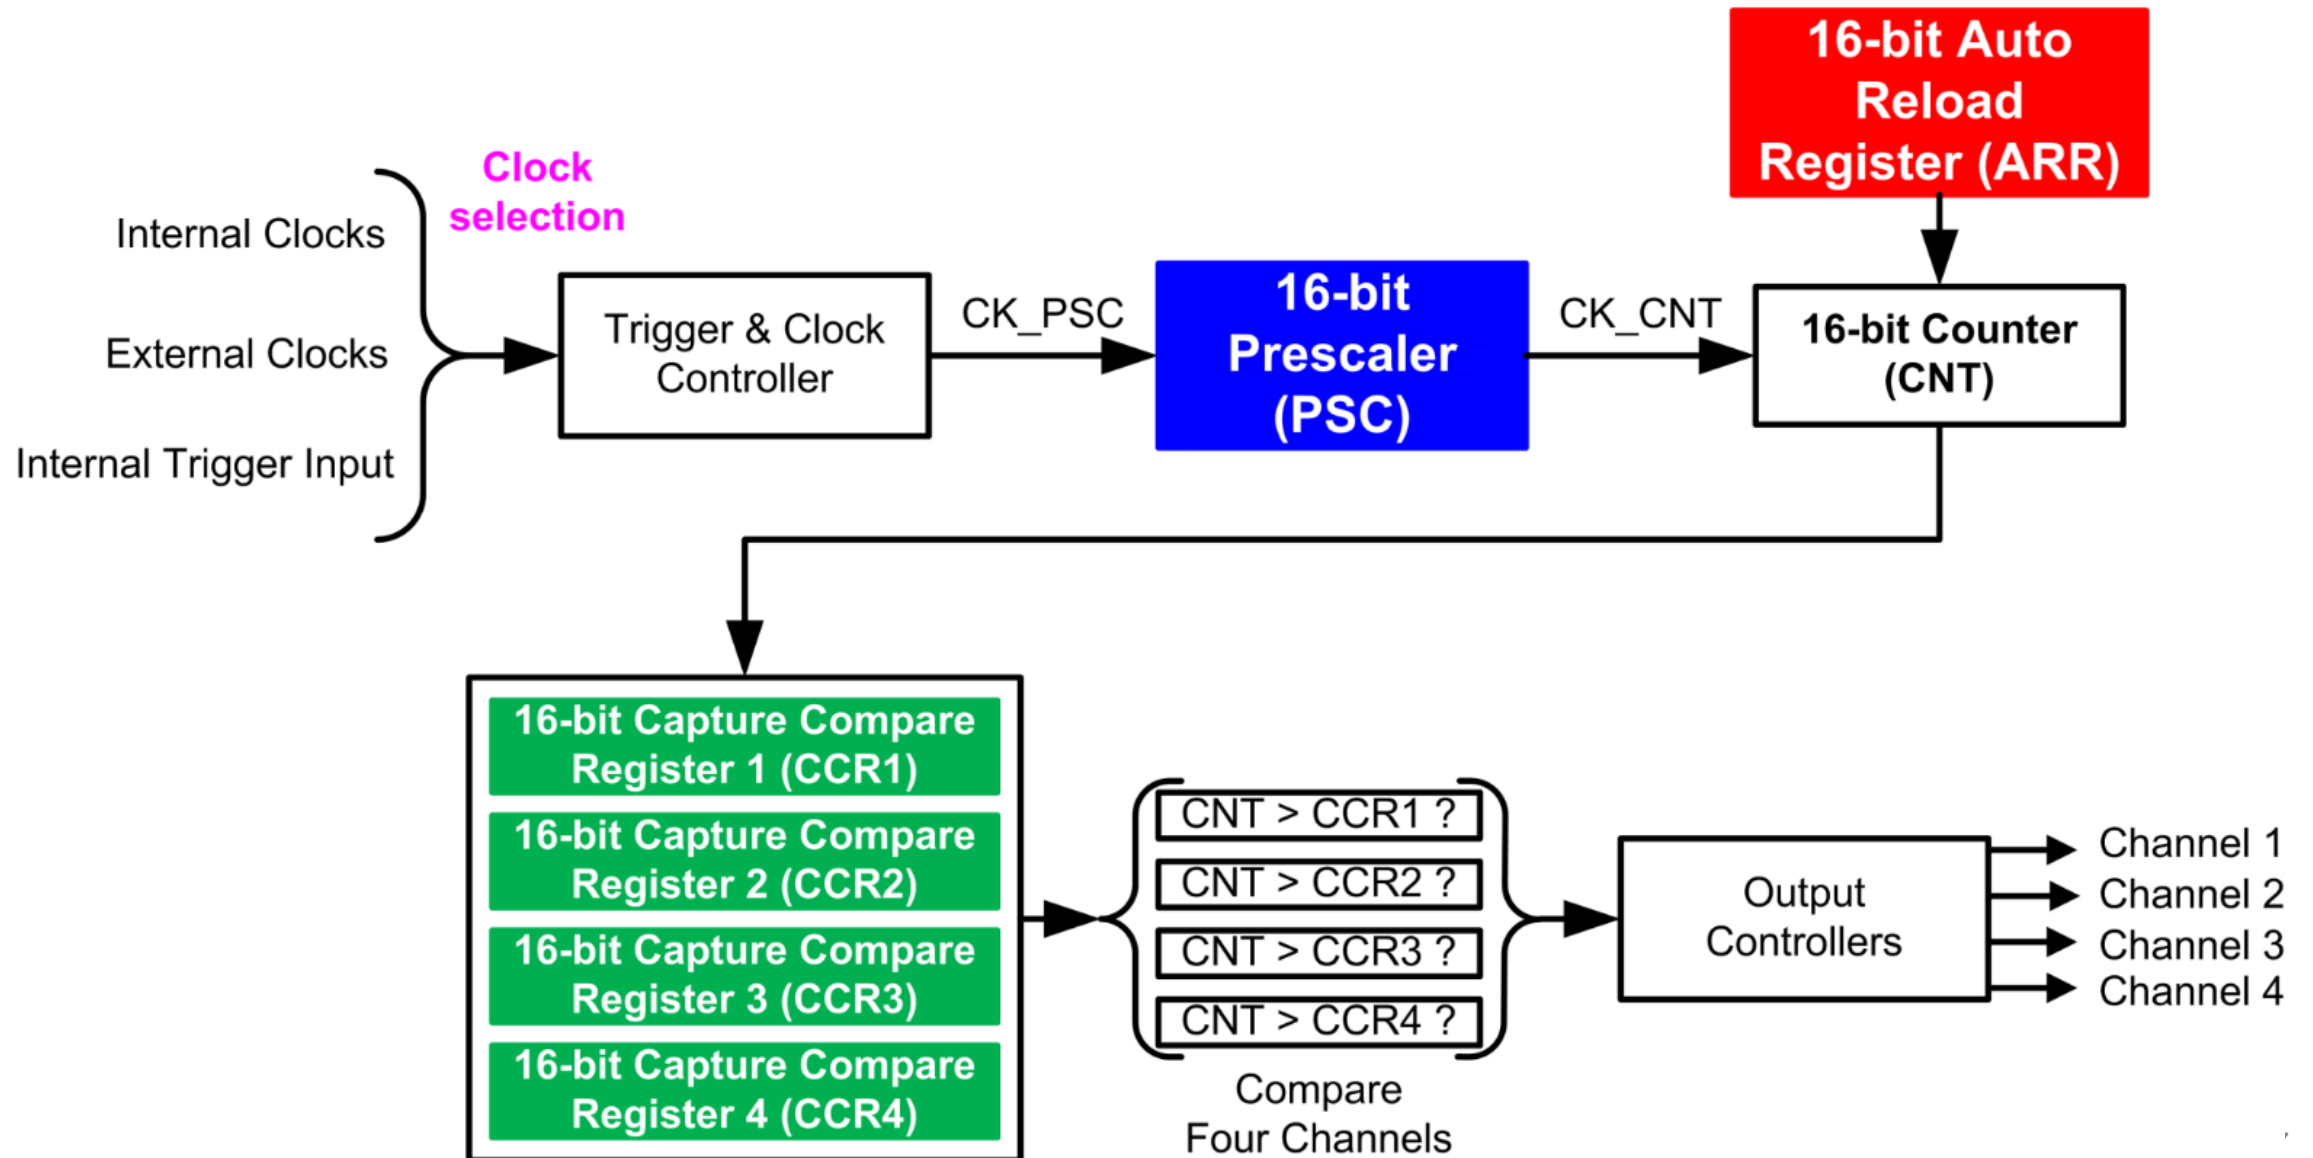 16-bit Auto
Reload
Register (ARR)
Clock
selection
Internal Clocks
External Clocks
Internal Trigger Input
Trigger & Clock
Controller
CK_PSC
16-bit
Prescaler
(PSC)
CK_CNT
16-bit Counter
(CNT)
16-bit Capture Compare
Register 1 (CCR1)
16-bit Capture Compare
Register 2 (CCR2)
16-bit Capture Compare
Register 3 (CCR3)
16-bit Capture Compare
Register 4 (CCR4)
CNT > CCR1 ?
CNT > CCR2 ?
CNT > CCR3 ?
CNT > CCR4 ?
Compare
Four Channels
Output
Controllers
Channel 1
Channel 2
Channel 3
Channel 4